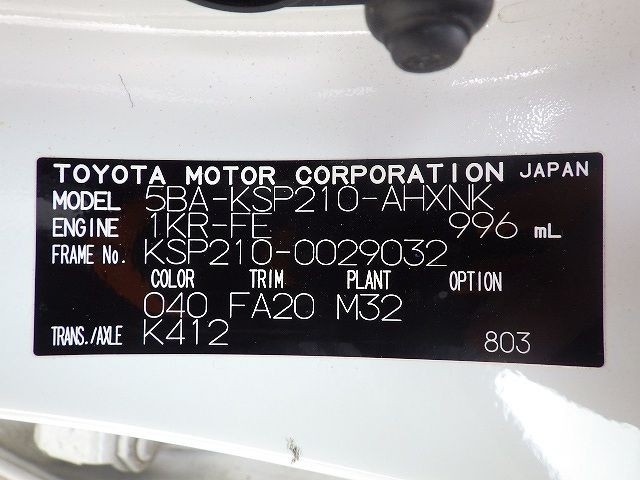 TOYOTA MOTOR CORPORATION JAPAN
MODEL 5BA-KSP210-AHXNK
ENGINE 1KR-FE 996 mL
FRAME No. KSP210-0029032
COLOR TRIM PLANT OPTION
040 FA20 M32
TRANS./AXLE K412 803